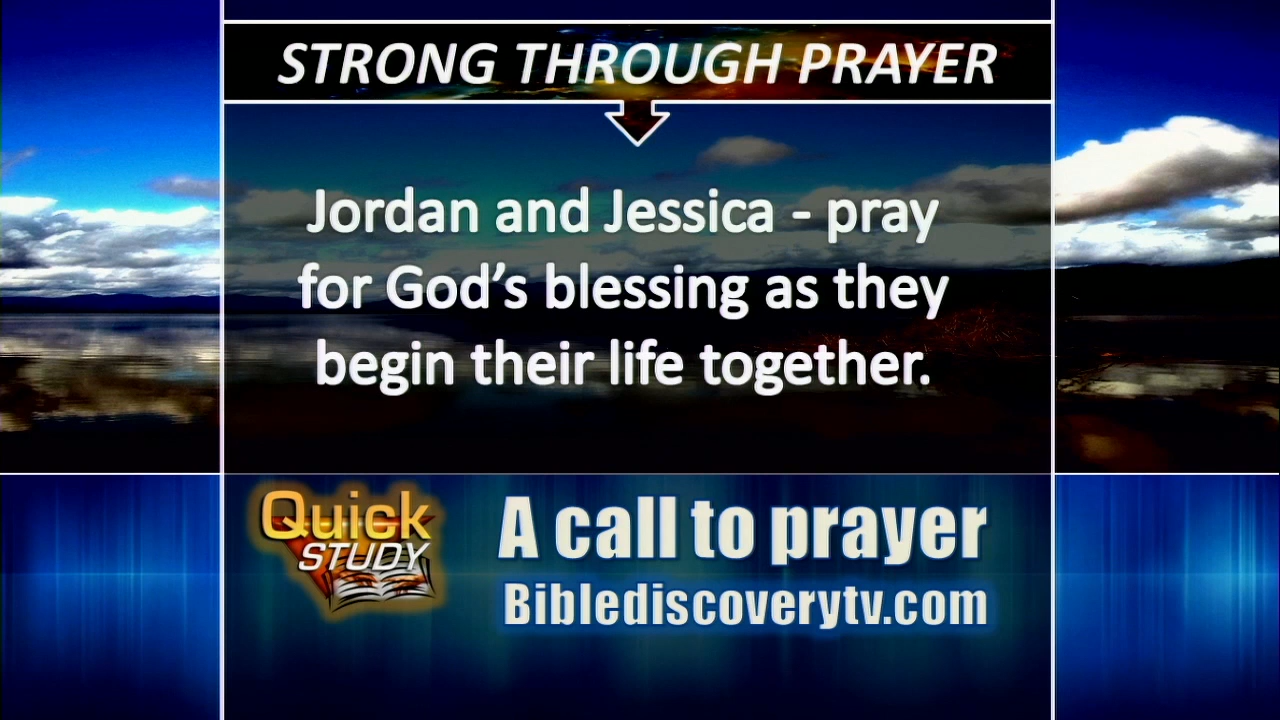 STRONG THROUGH PRAYER
Jordan and Jessica - pray
for God’s blessing as they
begin their life together.
Quick
STUDY
A call to prayer
Biblediscoverytv.com